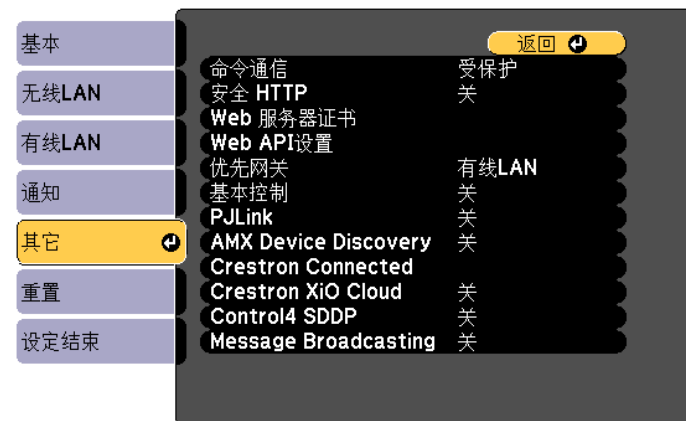 基本
无线LAN
有线LAN
通知
其它
重置
设定结束
返回
命令通信 受保护
安全 HTTP 关
Web 服务器证书
Web API设置
优先网关 有线LAN
基本控制 关
PJLink 关
AMX Device Discovery 关
Crestron Connected
Crestron XiO Cloud 关
Control4 SDDP 关
Message Broadcasting 关